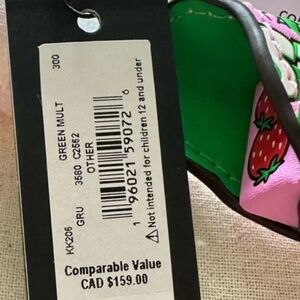 300
GREEN MULT
3580 C2562
OTHER
KK206
GRU
1 96021 59072 6
⚠ Not intended for children 12 and under
Comparable Value
CAD $159.00